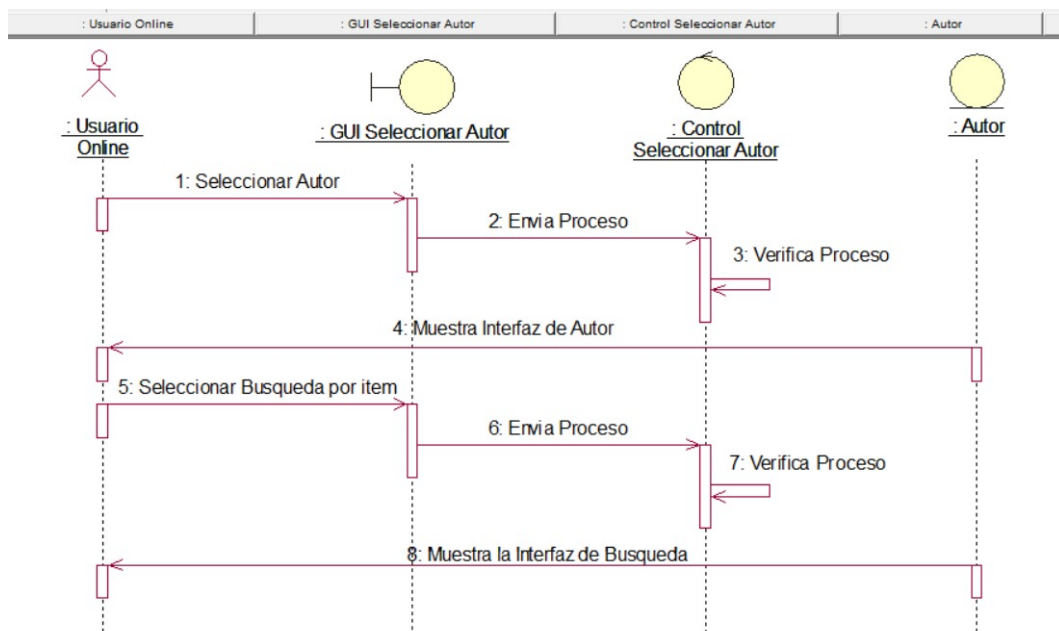 : Usuario Online
: GUI Seleccionar Autor
: Control Seleccionar Autor
: Autor
: Usuario
Online
: GUI Seleccionar Autor
: Control
Seleccionar Autor
: Autor
1: Seleccionar Autor
2: Envia Proceso
3: Verifica Proceso
4: Muestra Interfaz de Autor
5: Seleccionar Busqueda por item
6: Envia Proceso
7: Verifica Proceso
8: Muestra la Interfaz de Busqueda